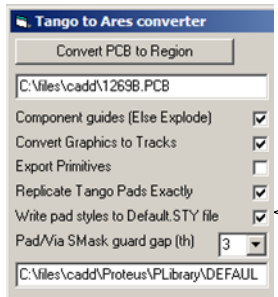 Tango to Ares converter
Convert PCB to Region
C:\files\cadd\1269B.PCB
Component guides (Else Explode)
Convert Graphics to Tracks
Export Primitives
Replicate Tango Pads Exactly
Write pad styles to Default.STY file
Pad/Via SMask guard gap (th) 3
C:\files\cadd\Proteus\PLibrary\DEFAUL